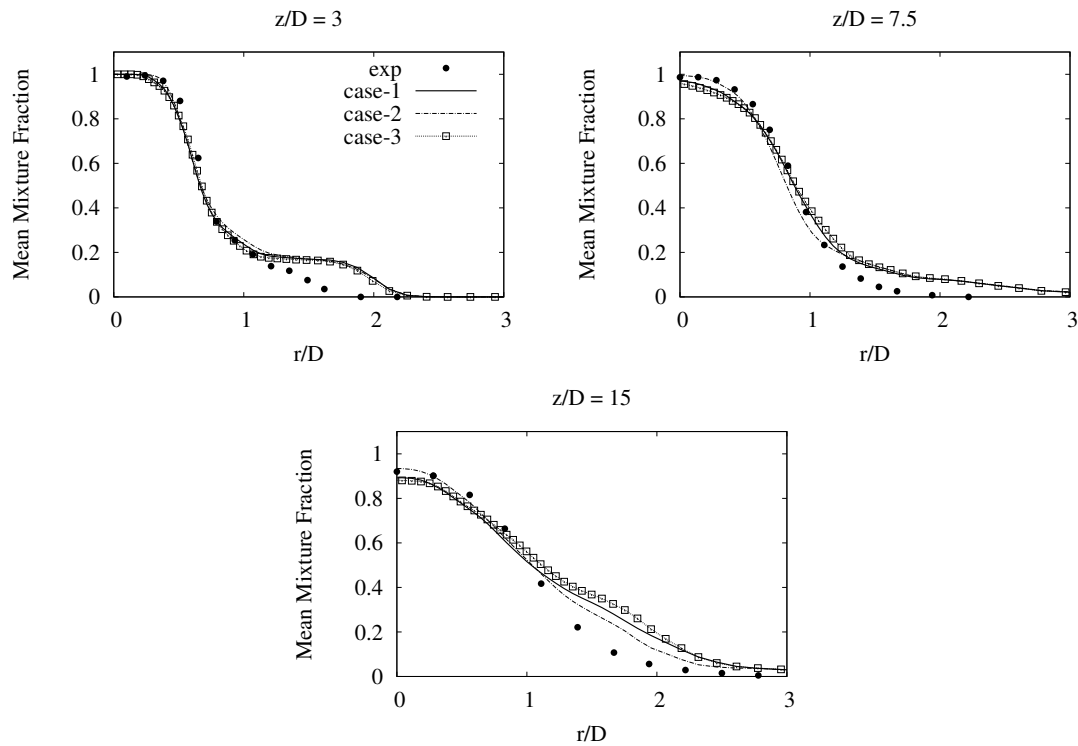 z/D = 3
Mean Mixture Fraction
1
0.8
0.6
0.4
0.2
0
0
1
2
3
r/D
exp
case-1
case-2
case-3
z/D = 7.5
Mean Mixture Fraction
1
0.8
0.6
0.4
0.2
0
0
1
2
3
r/D
z/D = 15
Mean Mixture Fraction
1
0.8
0.6
0.4
0.2
0
0
1
2
3
r/D